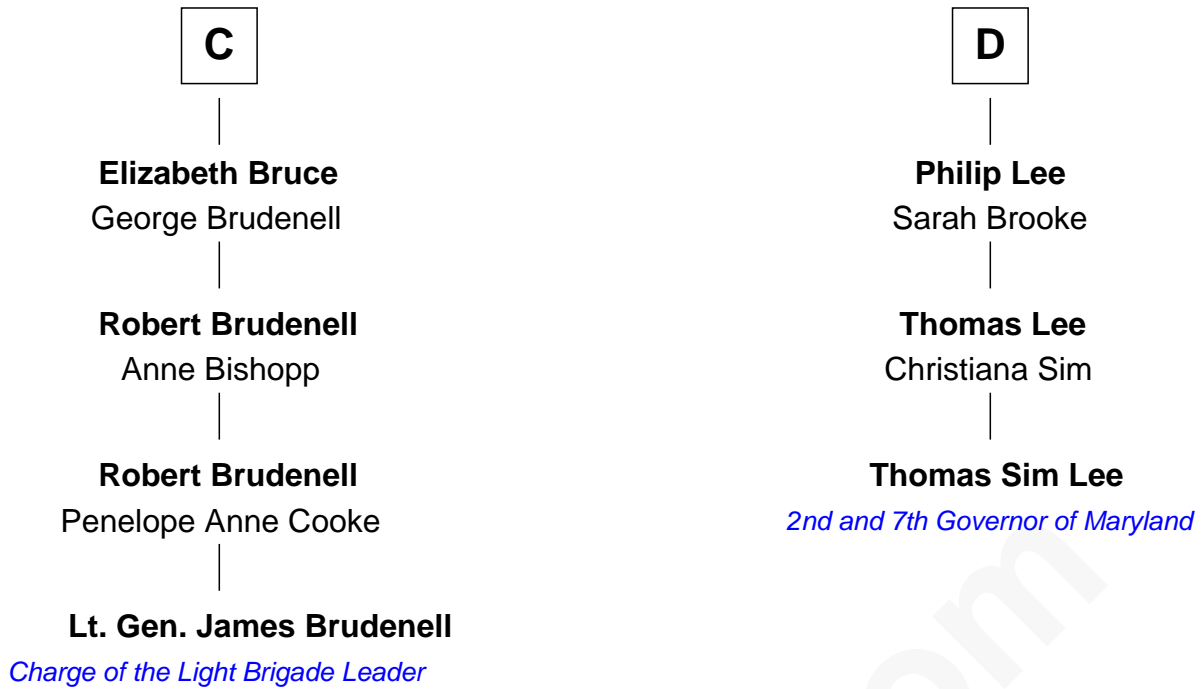 C
Elizabeth Bruce
George Brudenell
Robert Brudenell
Anne Bishopp
Robert Brudenell
Penelope Anne Cooke
Lt. Gen. James Brudenell
Charge of the Light Brigade Leader
D
Philip Lee
Sarah Brooke
Thomas Lee
Christiana Sim
Thomas Sim Lee
2nd and 7th Governor of Maryland
om